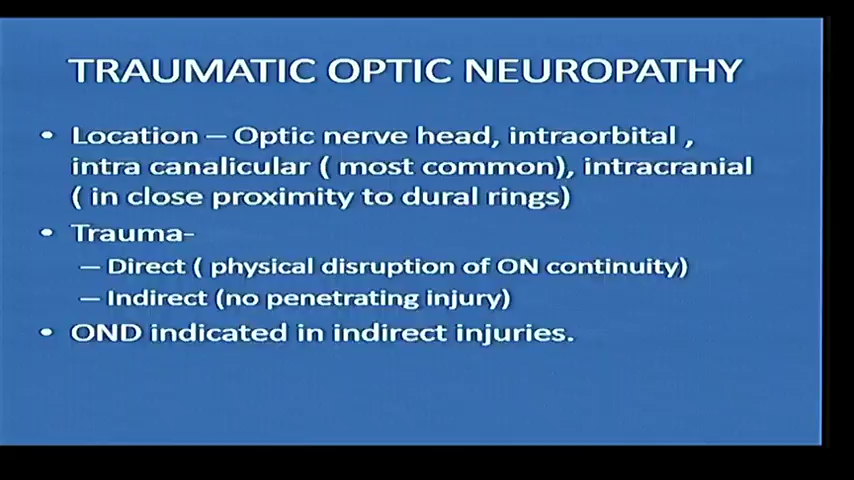 TRAUMATIC OPTIC NEUROPATHY
• Location – Optic nerve head, intraorbital ,
intra canalicular ( most common), intracranial
( in close proximity to dural rings)
• Trauma-
– Direct ( physical disruption of ON continuity)
– Indirect (no penetrating injury)
• OND indicated in indirect injuries.